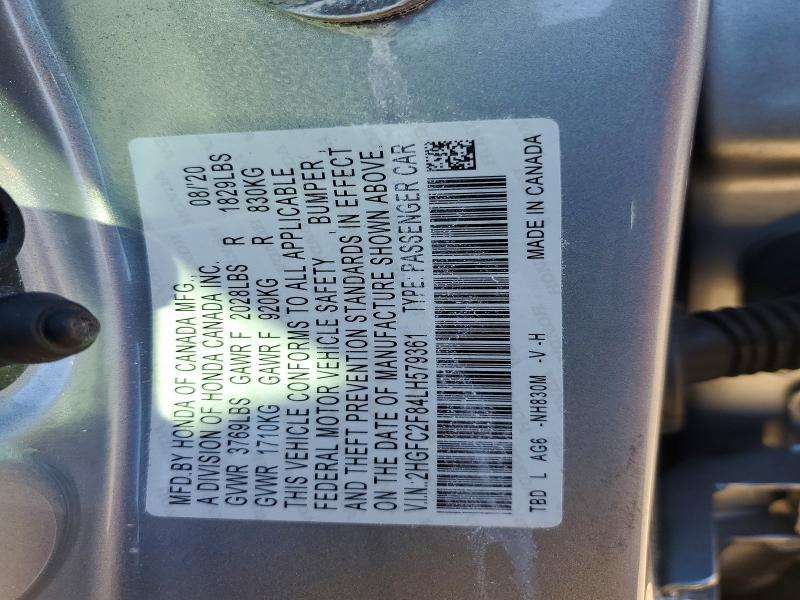 MFD.BY HONDA OF CANADA MFG., 08/'20
A DIVISION OF HONDA CANADA INC.
GVWR 3769LBS GAWR F 2028LBS R 1829LBS
GVWR 1710KG GAWR F 920KG R 830KG
THIS VEHICLE CONFORMS TO ALL APPLICABLE
FEDERAL MOTOR VEHICLE SAFETY , BUMPER ,
AND THEFT PREVENTION STANDARDS IN EFFECT
ON THE DATE OF MANUFACTURE SHOWN ABOVE.
V.I.N.:2HGFC2F84LH579361 TYPE: PASSENGER CAR
TBD L AG6 -NH830M -V -H MADE IN CANADA